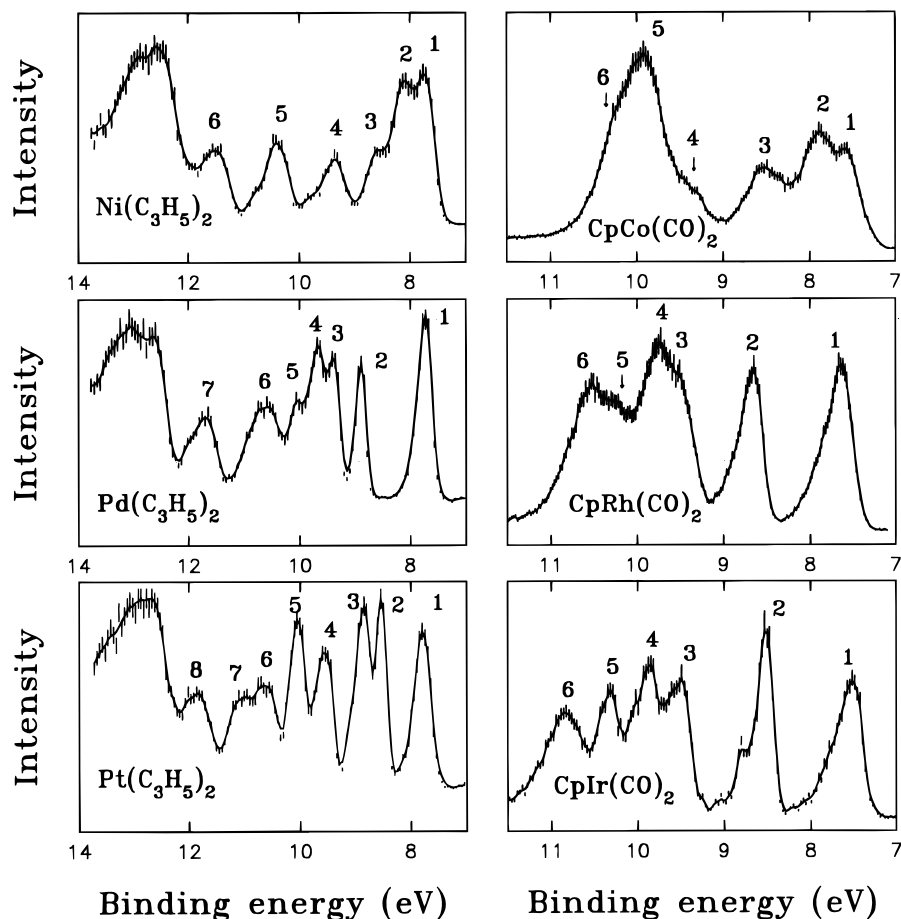 Intensity
6 5 4 3 2 1
Ni(C₃H₅)₂
14 12 10 8
6 5 4 3 2 1
CpCo(CO)₂
11 10 9 8 7
Intensity
7 6 5 4 3 2 1
Pd(C₃H₅)₂
14 12 10 8
6 5 4 3 2 1
CpRh(CO)₂
11 10 9 8 7
Intensity
8 7 6 5 4 3 2 1
Pt(C₃H₅)₂
14 12 10 8
6 5 4 3 2 1
CpIr(CO)₂
11 10 9 8 7
Binding energy (eV)
Binding energy (eV)